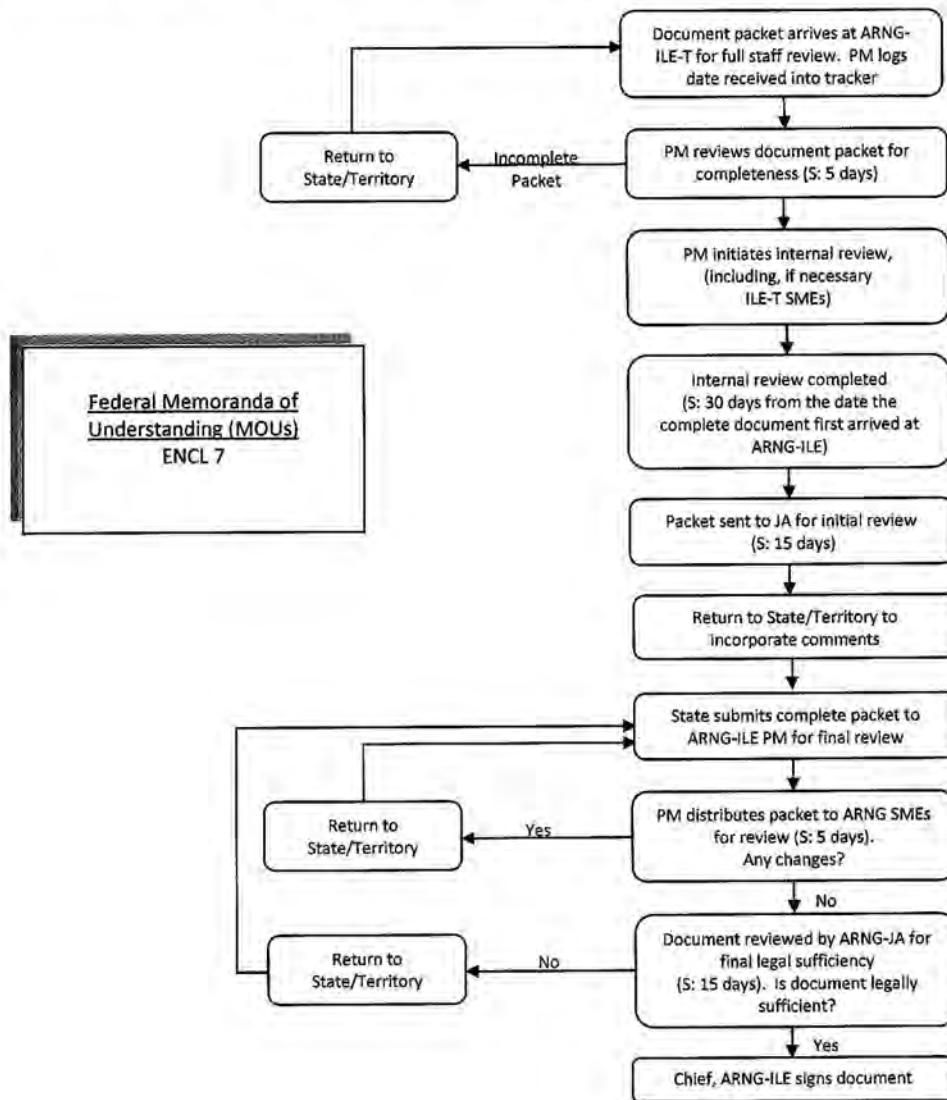 Document packet arrives at ARNG-
ILE-T for full staff review. PM logs
date received into tracker
Return to
State/Territory
Incomplete
Packet
PM reviews document packet for
completeness (S: 5 days)
PM initiates internal review,
(including, if necessary
ILE-T SMEs)
Federal Memoranda of
Understanding (MOUs)
ENCL 7
Internal review completed
(S: 30 days from the date the
complete document first arrived at
ARNG-ILE)
Packet sent to JA for initial review
(S: 15 days)
Return to State/Territory to
incorporate comments
State submits complete packet to
ARNG-ILE PM for final review
Return to
State/Territory
Yes
PM distributes packet to ARNG SMEs
for review (S: 5 days).
Any changes?
No
Return to
State/Territory
No
Document reviewed by ARNG-JA for
final legal sufficiency
(S: 15 days). Is document legally
sufficient?
Yes
Chief, ARNG-ILE signs document